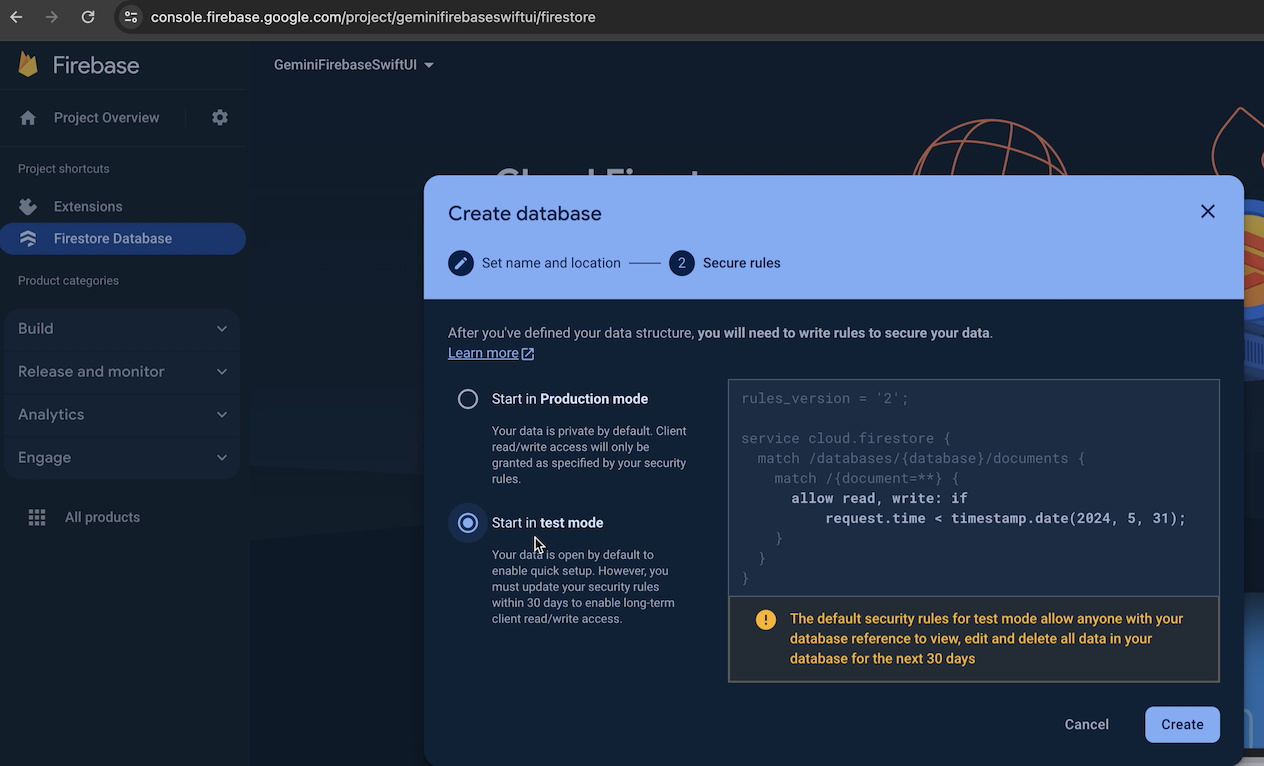 console.firebase.google.com/project/geminifirebaseswiftui/firestore
Firebase
GeminiFirebaseSwiftUI
Project Overview
Project shortcuts
Extensions
Firestore Database
Product categories
Build
Release and monitor
Analytics
Engage
All products
Create database
Set name and location
2 Secure rules
After you've defined your data structure, you will need to write rules to secure your data.
Learn more
Start in Production mode
Your data is private by default. Client
read/write access will only be
granted as specified by your security
rules.
Start in test mode
Your data is open by default to
enable quick setup. However, you
must update your security rules
within 30 days to enable long-term
client read/write access.
rules_version = '2';
service cloud.firestore {
match /databases/{database}/documents {
match /{document=**} {
allow read, write: if
request.time < timestamp.date(2024, 5, 31);
}
}
}
The default security rules for test mode allow anyone with your
database reference to view, edit and delete all data in your
database for the next 30 days
Cancel
Create